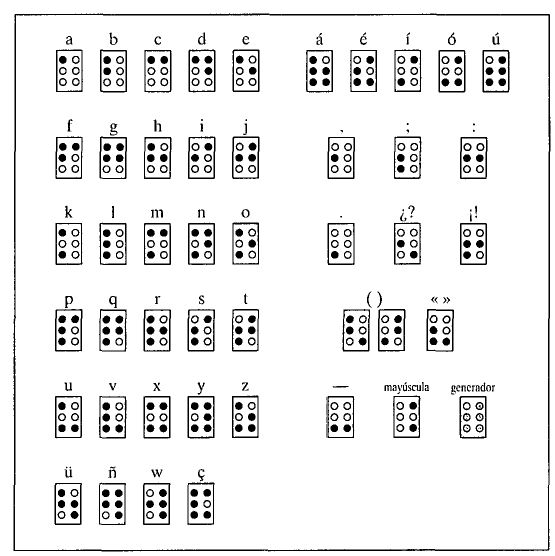 a b c d e á é í ó ú
f g h i j , ; :
k l m n o . ¿? ¡!
p q r s t ( ) « »
u v x y z — mayúscula generador
ü ñ w ç